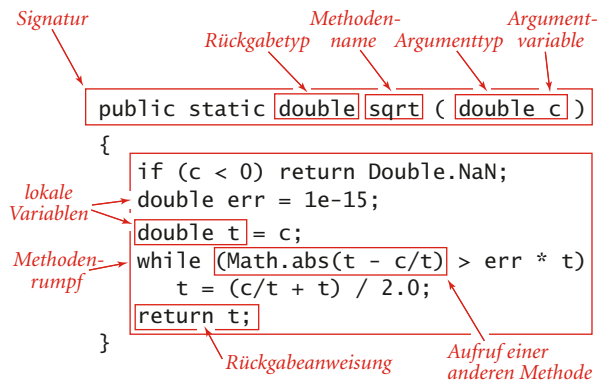 Signatur
Rückgabetyp
Methoden-
name
Argumenttyp
Argument-
variable
public static double sqrt ( double c )
{
if (c < 0) return Double.NaN;
lokale
Variablen
double err = 1e-15;
double t = c;
Methoden-
rumpf
while (Math.abs(t - c/t) > err * t)
t = (c/t + t) / 2.0;
return t;
}
Rückgabeanweisung
Aufruf einer
anderen Methode